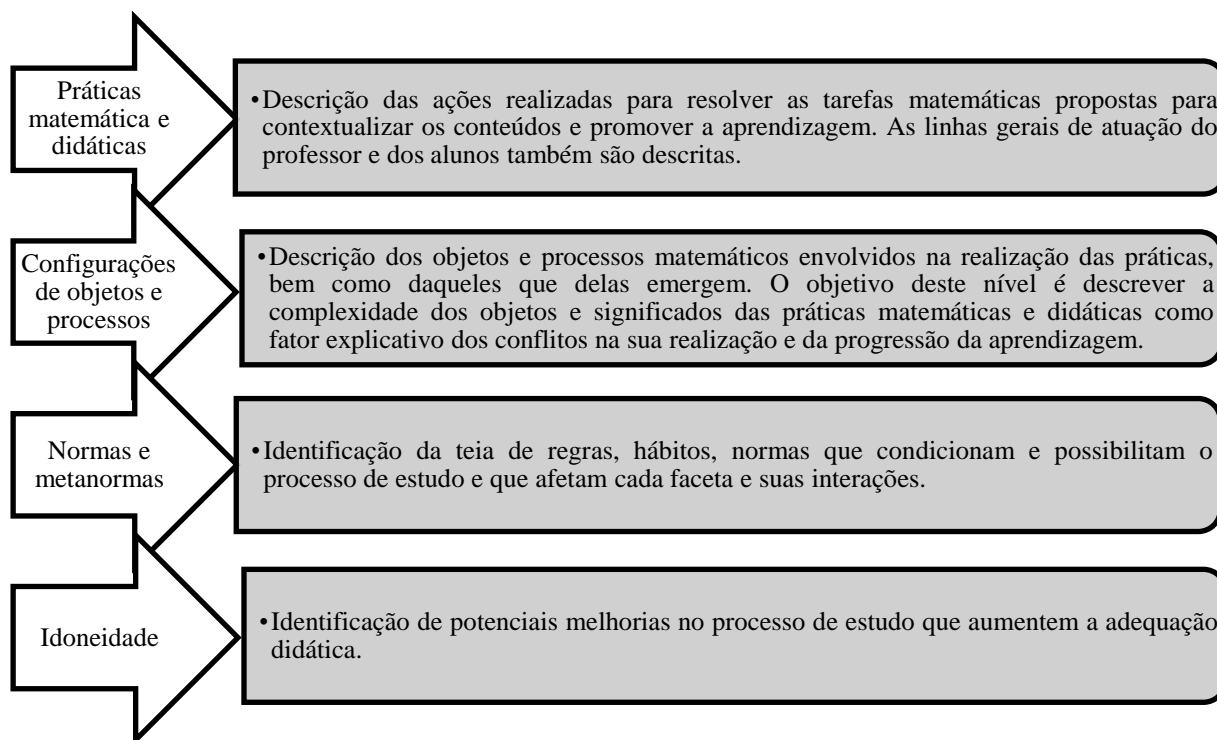 Práticas
matemática e
didáticas
•Descrição das ações realizadas para resolver as tarefas matemáticas propostas para
contextualizar os conteúdos e promover a aprendizagem. As linhas gerais de atuação do
professor e dos alunos também são descritas.
Configurações
de objetos e
processos
•Descrição dos objetos e processos matemáticos envolvidos na realização das práticas,
bem como daqueles que delas emergem. O objetivo deste nível é descrever a
complexidade dos objetos e significados das práticas matemáticas e didáticas como
fator explicativo dos conflitos na sua realização e da progressão da aprendizagem.
Normas e
metanormas
•Identificação da teia de regras, hábitos, normas que condicionam e possibilitam o
processo de estudo e que afetam cada faceta e suas interações.
Idoneidade
•Identificação de potenciais melhorias no processo de estudo que aumentem a adequação
didática.